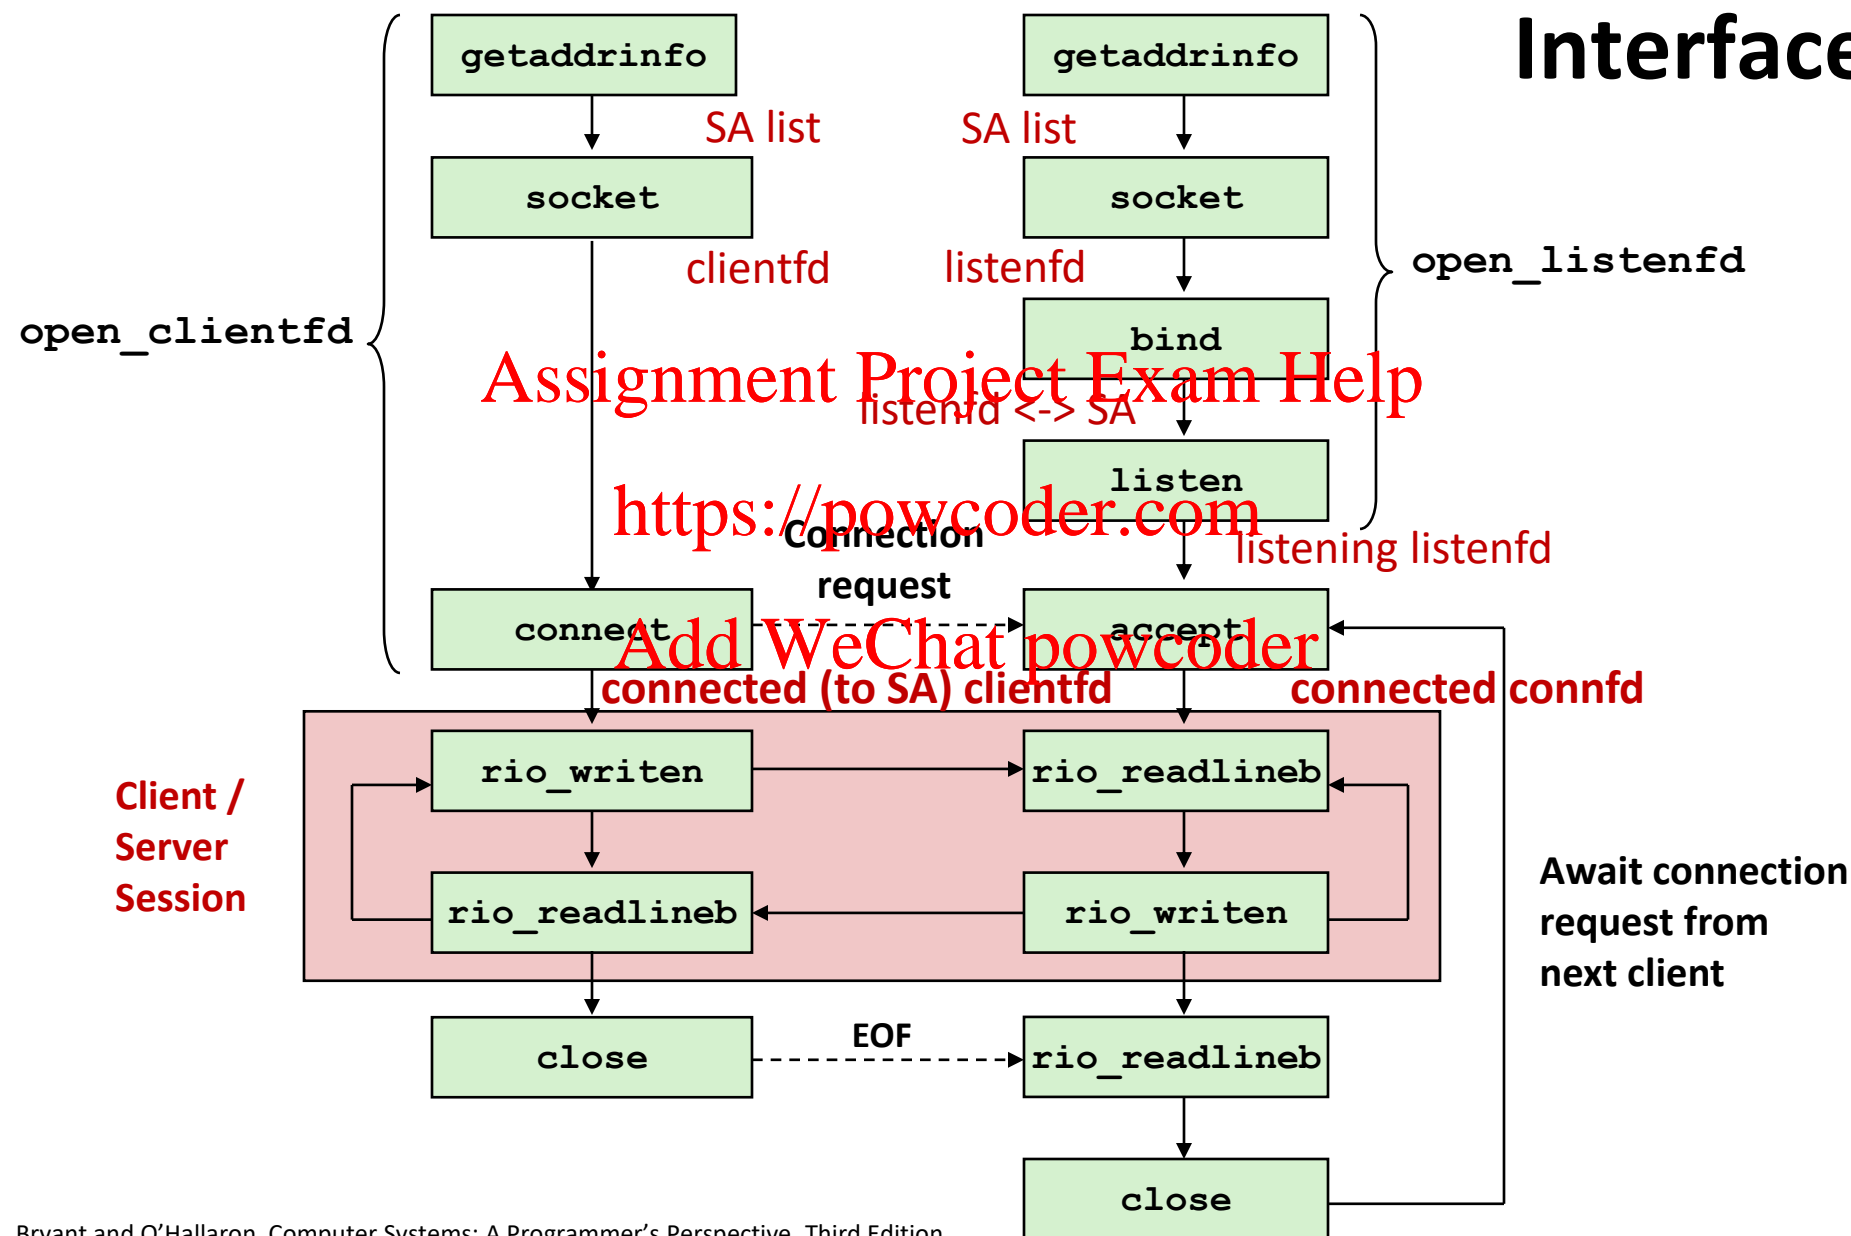 Interface
getaddrinfo
getaddrinfo
SA list
SA list
socket
socket
clientfd
listenfd
open_listenfd
open_clientfd
bind
Assignment Project Exam Help
listenfd <-> SA
listen
https://powcoder.com
Connection
request
listening listenfd
connect
accept
Add WeChat powcoder
connected (to SA) clientfd
connected connfd
Client /
Server
Session
rio_writen
rio_readlineb
rio_readlineb
rio_writen
Await connection
request from
next client
close
EOF
rio_readlineb
close
Bryant and O'Hallaron, Computer Systems: A Programmer's Perspective, Third Edition